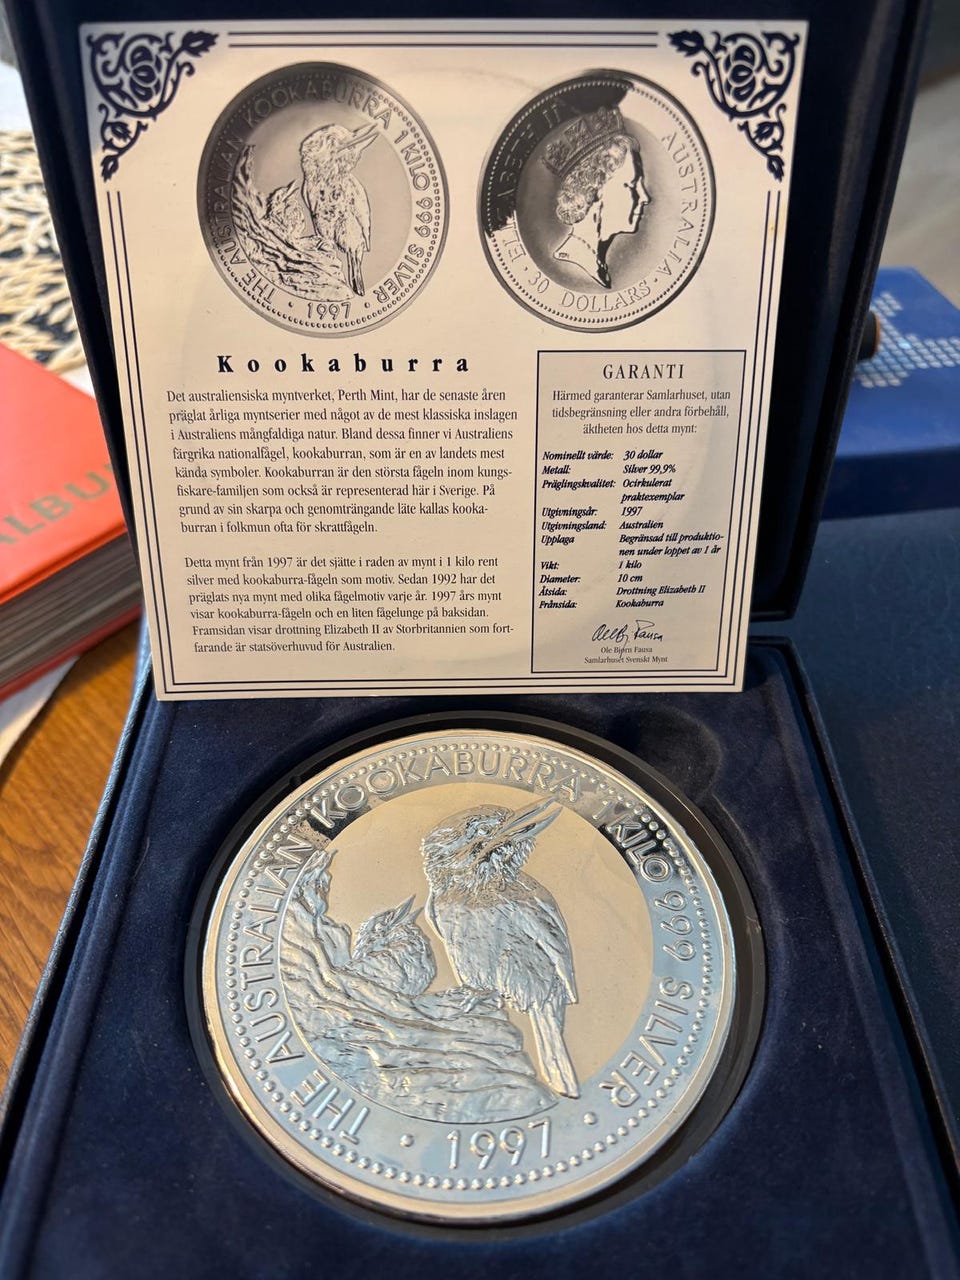 THE AUSTRALIAN KOOKABURRA 1 KILO 999 SILVER
· 1997 ·
ELIZABETH II AUSTRALIA
· 30 DOLLARS ·
Kookaburra
Det australiensiska myntverket, Perth Mint, har de senaste åren
präglat årliga myntserier med något av de mest klassiska inslagen
i Australiens mångfaldiga natur. Bland dessa finner vi Australiens
färgrika nationalfågel, kookaburran, som är en av landets mest
kända symboler. Kookaburran är den största fågeln inom kungs-
fiskare-familjen som också är representerad här i Sverige. På
grund av sin skarpa och genomträngande läte kallas kooka-
burran i folkmun ofta för skrattfågeln.
Detta mynt från 1997 är det sjätte i raden av mynt i 1 kilo rent
silver med kookaburra-fågeln som motiv. Sedan 1992 har det
präglats nya mynt med olika fågelmotiv varje år. 1997 års mynt
visar kookaburra-fågeln och en liten fågelunge på baksidan.
Framsidan visar drottning Elizabeth II av Storbritannien som fort-
farande är statsöverhuvud för Australien.
GARANTI
Härmed garanterar Samlarhuset, utan
tidsbegränsning eller andra förbehåll,
äktheten hos detta mynt:
Nominellt värde: 30 dollar
Metall: Silver 99,9%
Präglingskvalitet: Ocirkulerat
praktexemplar
Utgivningsår: 1997
Utgivningsland: Australien
Upplaga Begränsad till produktio-
nen under loppet av 1 år
Vikt: 1 kilo
Diameter: 10 cm
Åtsida: Drottning Elizabeth II
Frånsida: Kookaburra
Ole Bjørn Fausa
Samlarhuset Svenskt Mynt
ALBU
THE AUSTRALIAN KOOKABURRA 1 KILO 999 SILVER
· 1997 ·